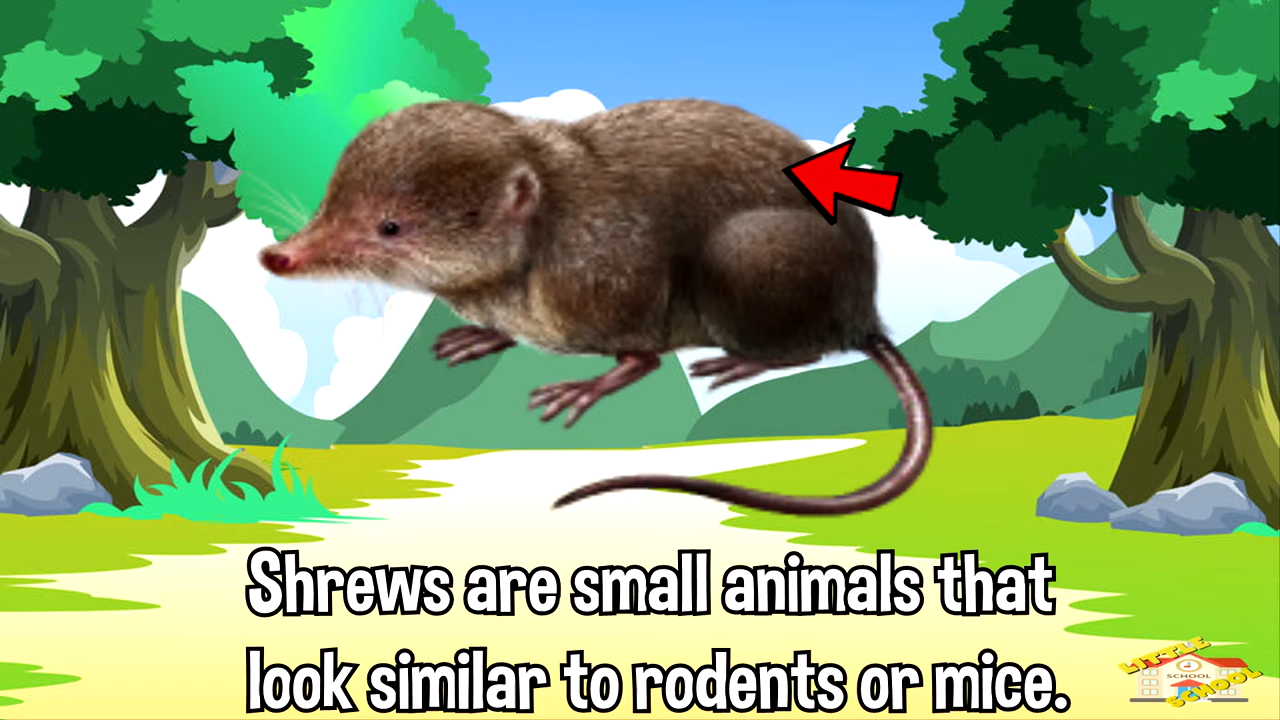 Shrews are small animals that
look similar to rodents or mice.
LITTLE
SCHOOL
SCHOOL